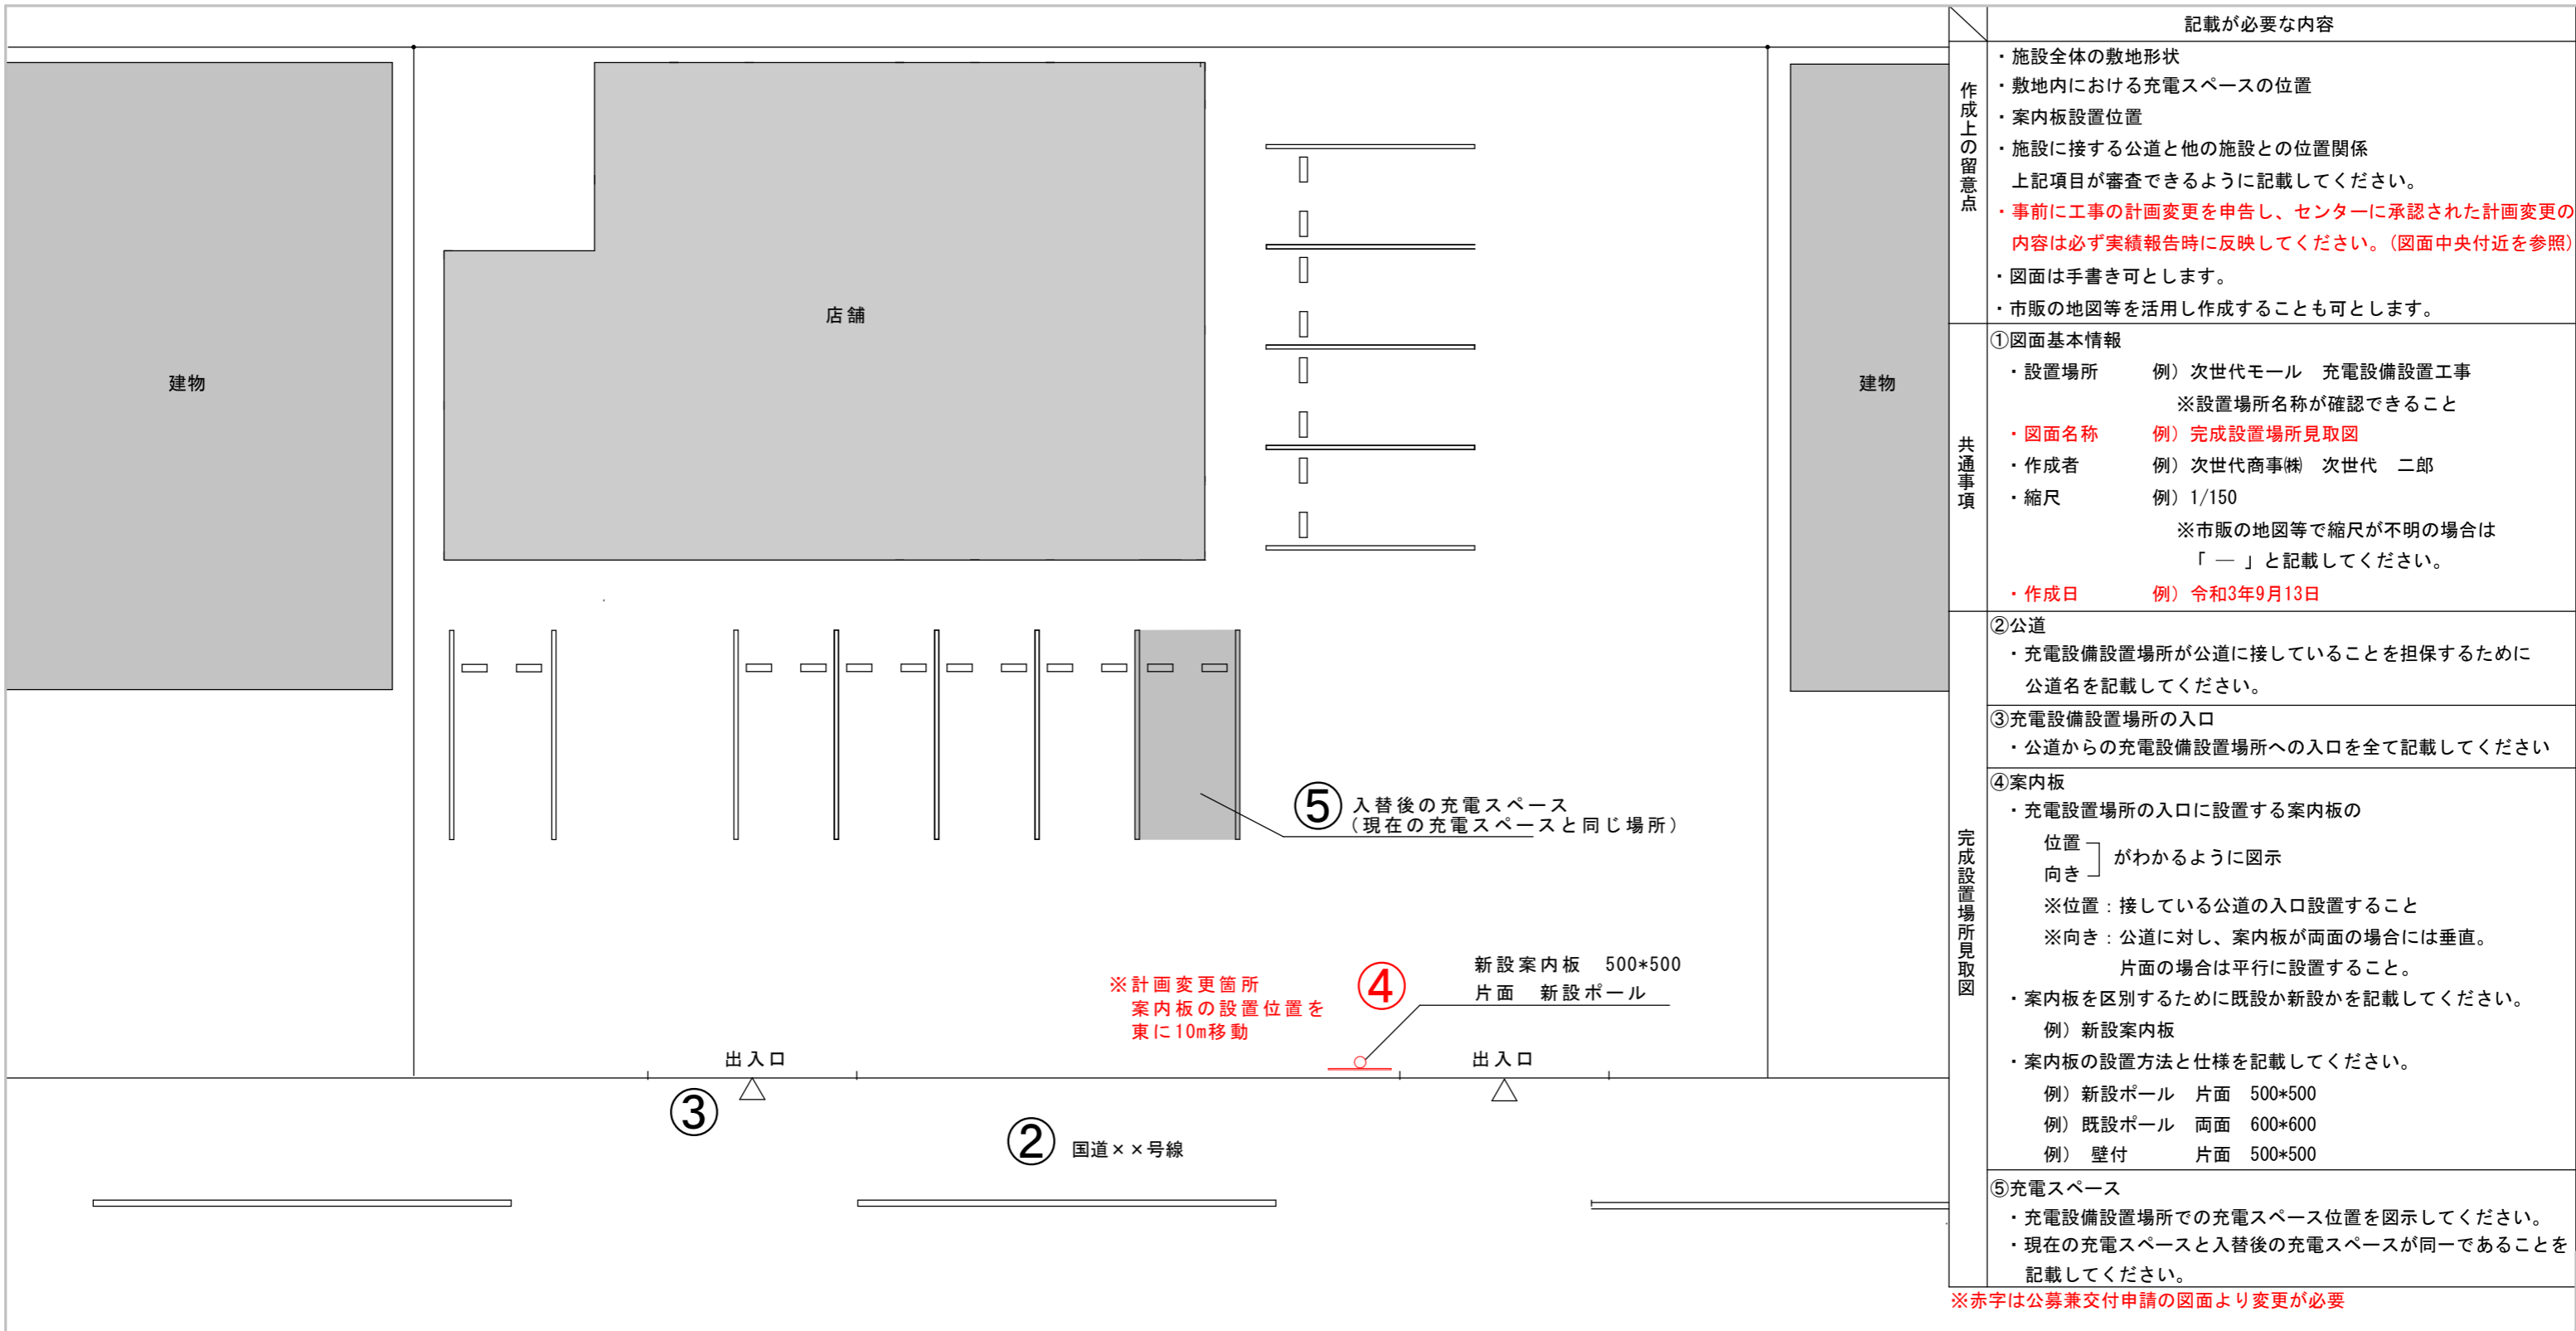 建物
店舗
建物
⑤ 入替後の充電スペース
(現在の充電スペースと同じ場所)
※計画変更箇所
案内板の設置位置を
東に10m移動
④
新設案内板 500*500
片面 新設ポール
出入口
出入口
③
② 国道××号線
記載が必要な内容
作成上の留意点
・施設全体の敷地形状
・敷地内における充電スペースの位置
・案内板設置位置
・施設に接する公道と他の施設との位置関係
上記項目が審査できるように記載してください。
・事前に工事の計画変更を申告し、センターに承認された計画変更の
内容は必ず実績報告時に反映してください。(図面中央付近を参照)
・図面は手書き可とします。
・市販の地図等を活用し作成することも可とします。
共通事項
①図面基本情報
・設置場所 例)次世代モール 充電設備設置工事
※設置場所名称が確認できること
・図面名称 例)完成設置場所見取図
・作成者 例)次世代商事㈱ 次世代 二郎
・縮尺 例)1/150
※市販の地図等で縮尺が不明の場合は
「 ― 」と記載してください。
・作成日 例)令和3年9月13日
完成設置場所見取図
②公道
・充電設備設置場所が公道に接していることを担保するために
公道名を記載してください。
③充電設備設置場所の入口
・公道からの充電設備設置場所への入口を全て記載してください
④案内板
・充電設置場所の入口に設置する案内板の
位置
がわかるように図示
向き
※位置:接している公道の入口設置すること
※向き:公道に対し、案内板が両面の場合には垂直。
片面の場合は平行に設置すること。
・案内板を区別するために既設か新設かを記載してください。
例)新設案内板
・案内板の設置方法と仕様を記載してください。
例)新設ポール 片面 500*500
例)既設ポール 両面 600*600
例) 壁付 片面 500*500
⑤充電スペース
・充電設備設置場所での充電スペース位置を図示してください。
・現在の充電スペースと入替後の充電スペースが同一であることを
記載してください。
※赤字は公募兼交付申請の図面より変更が必要